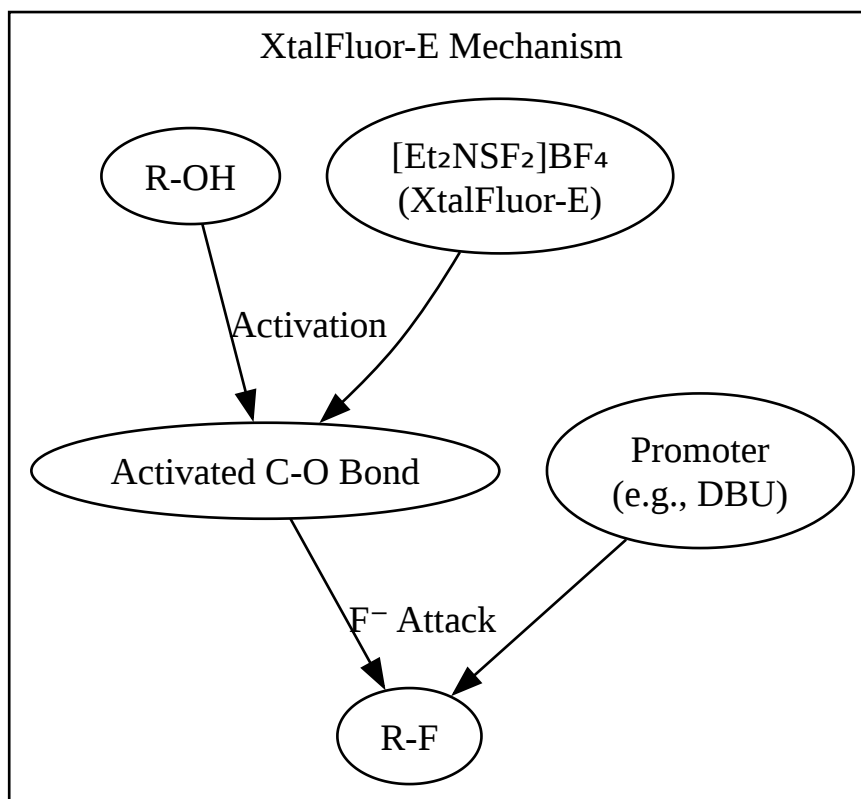 XtalFluor-E Mechanism
R-OH
[Et₂NSF₂]BF₄
(XtalFluor-E)
Activation
Activated C-O Bond
Promoter
(e.g., DBU)
F⁻ Attack
R-F